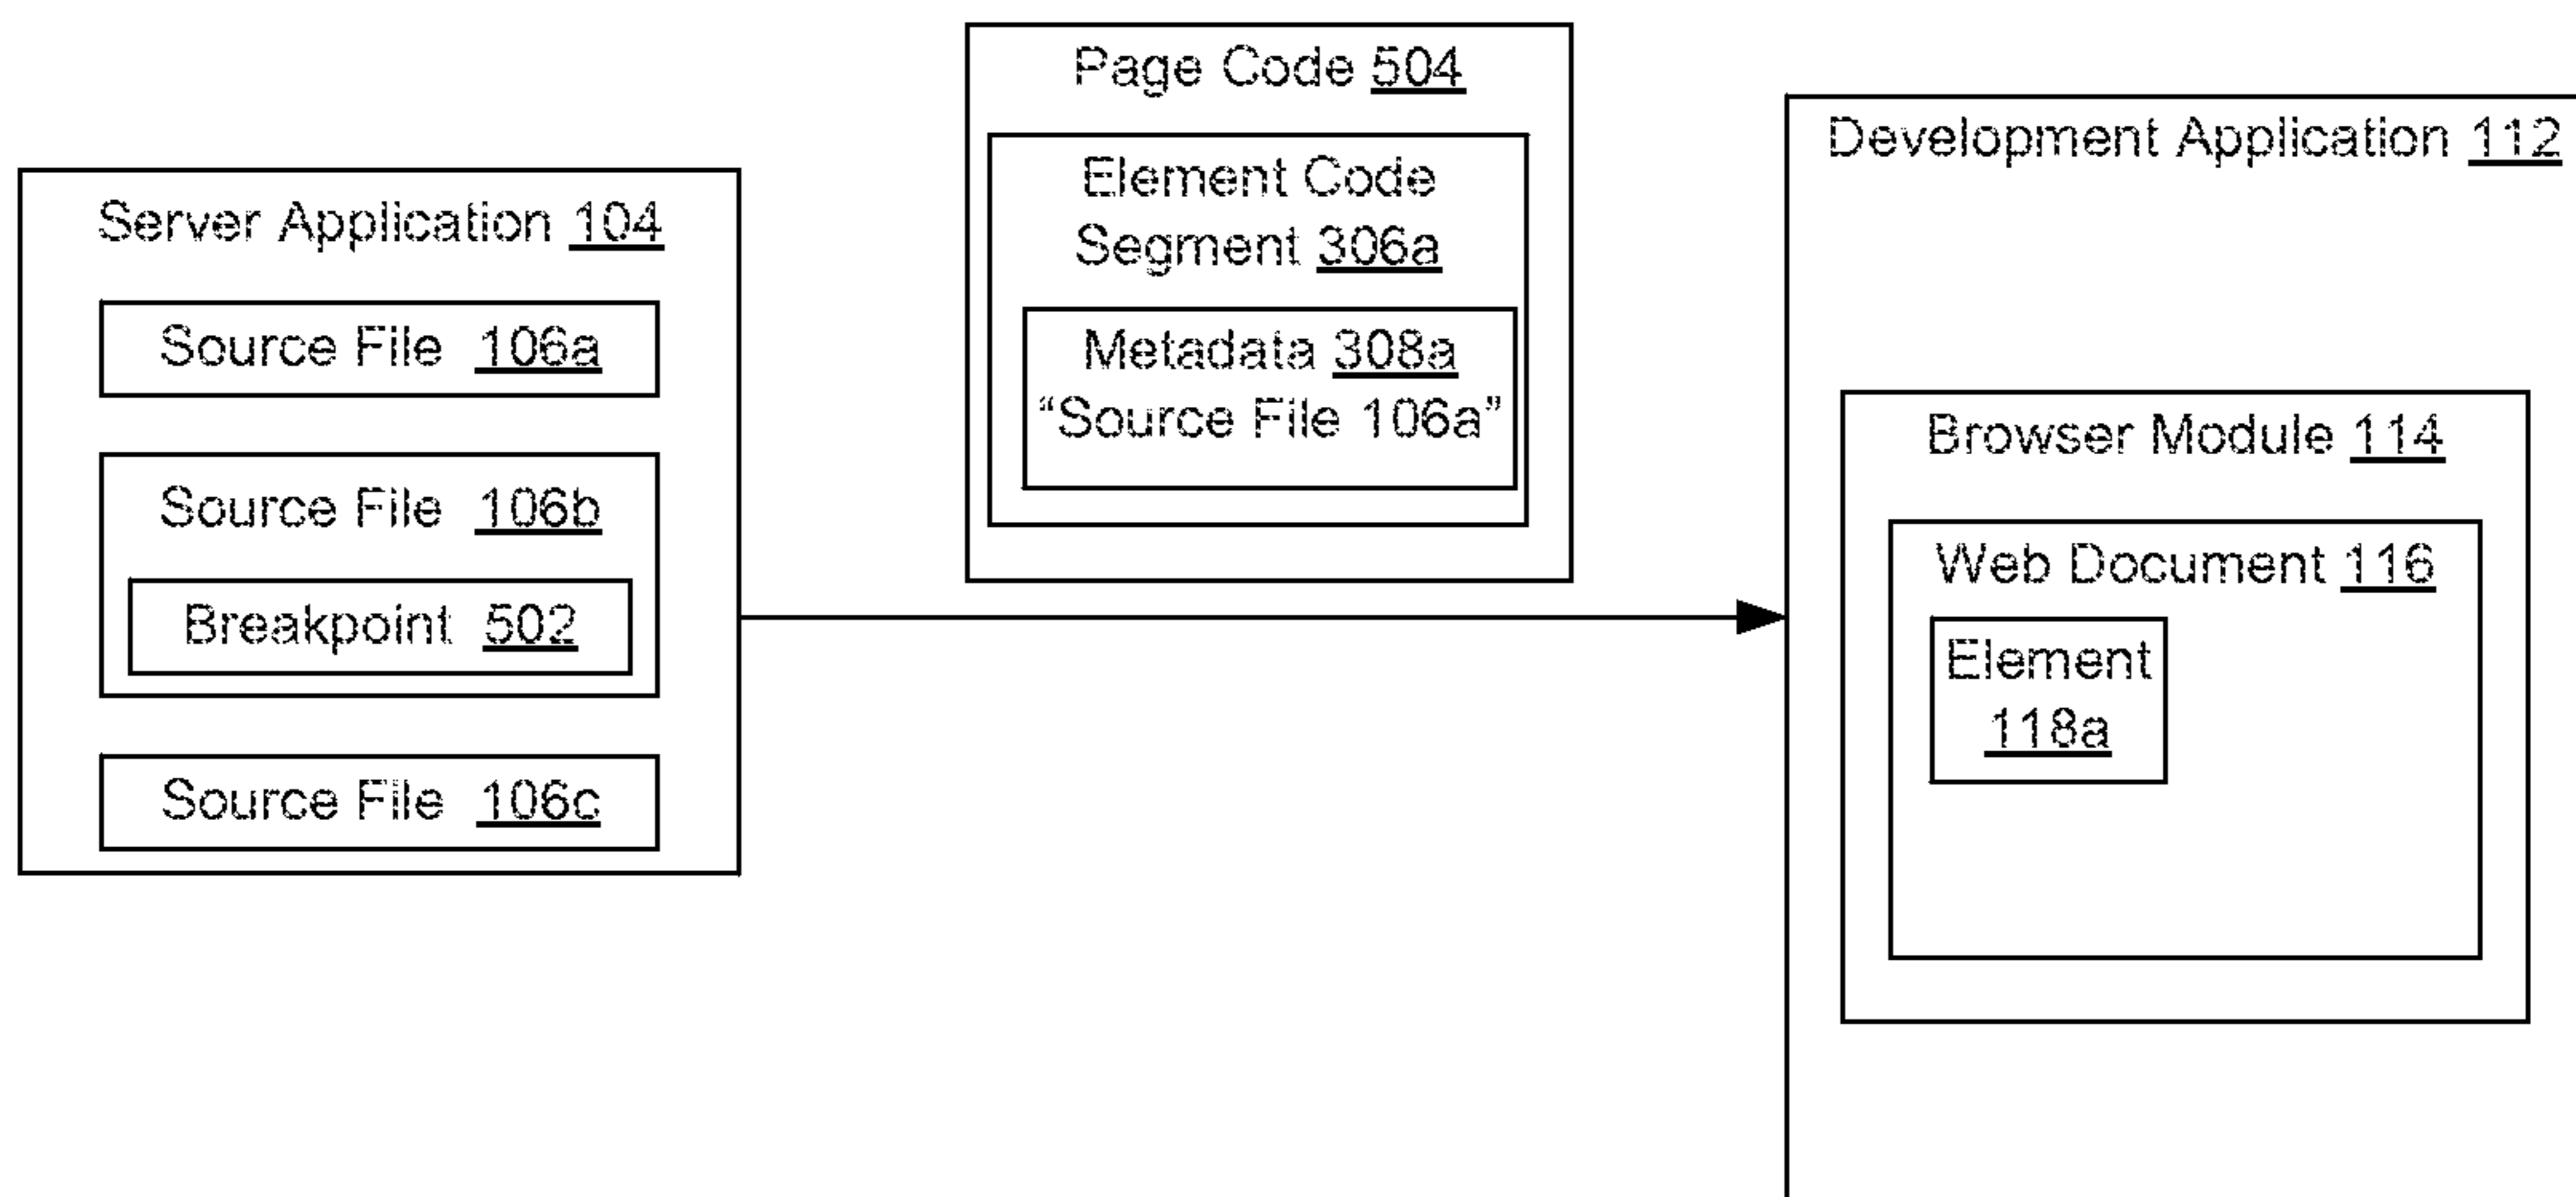 Server Application 104
Source File 106a
Source File 106b
Breakpoint 502
Source File 106c
Page Code 504
Element Code
Segment 306a
Metadata 308a
“Source File 106a”
Development Application 112
Browser Module 114
Web Document 116
Element
118a